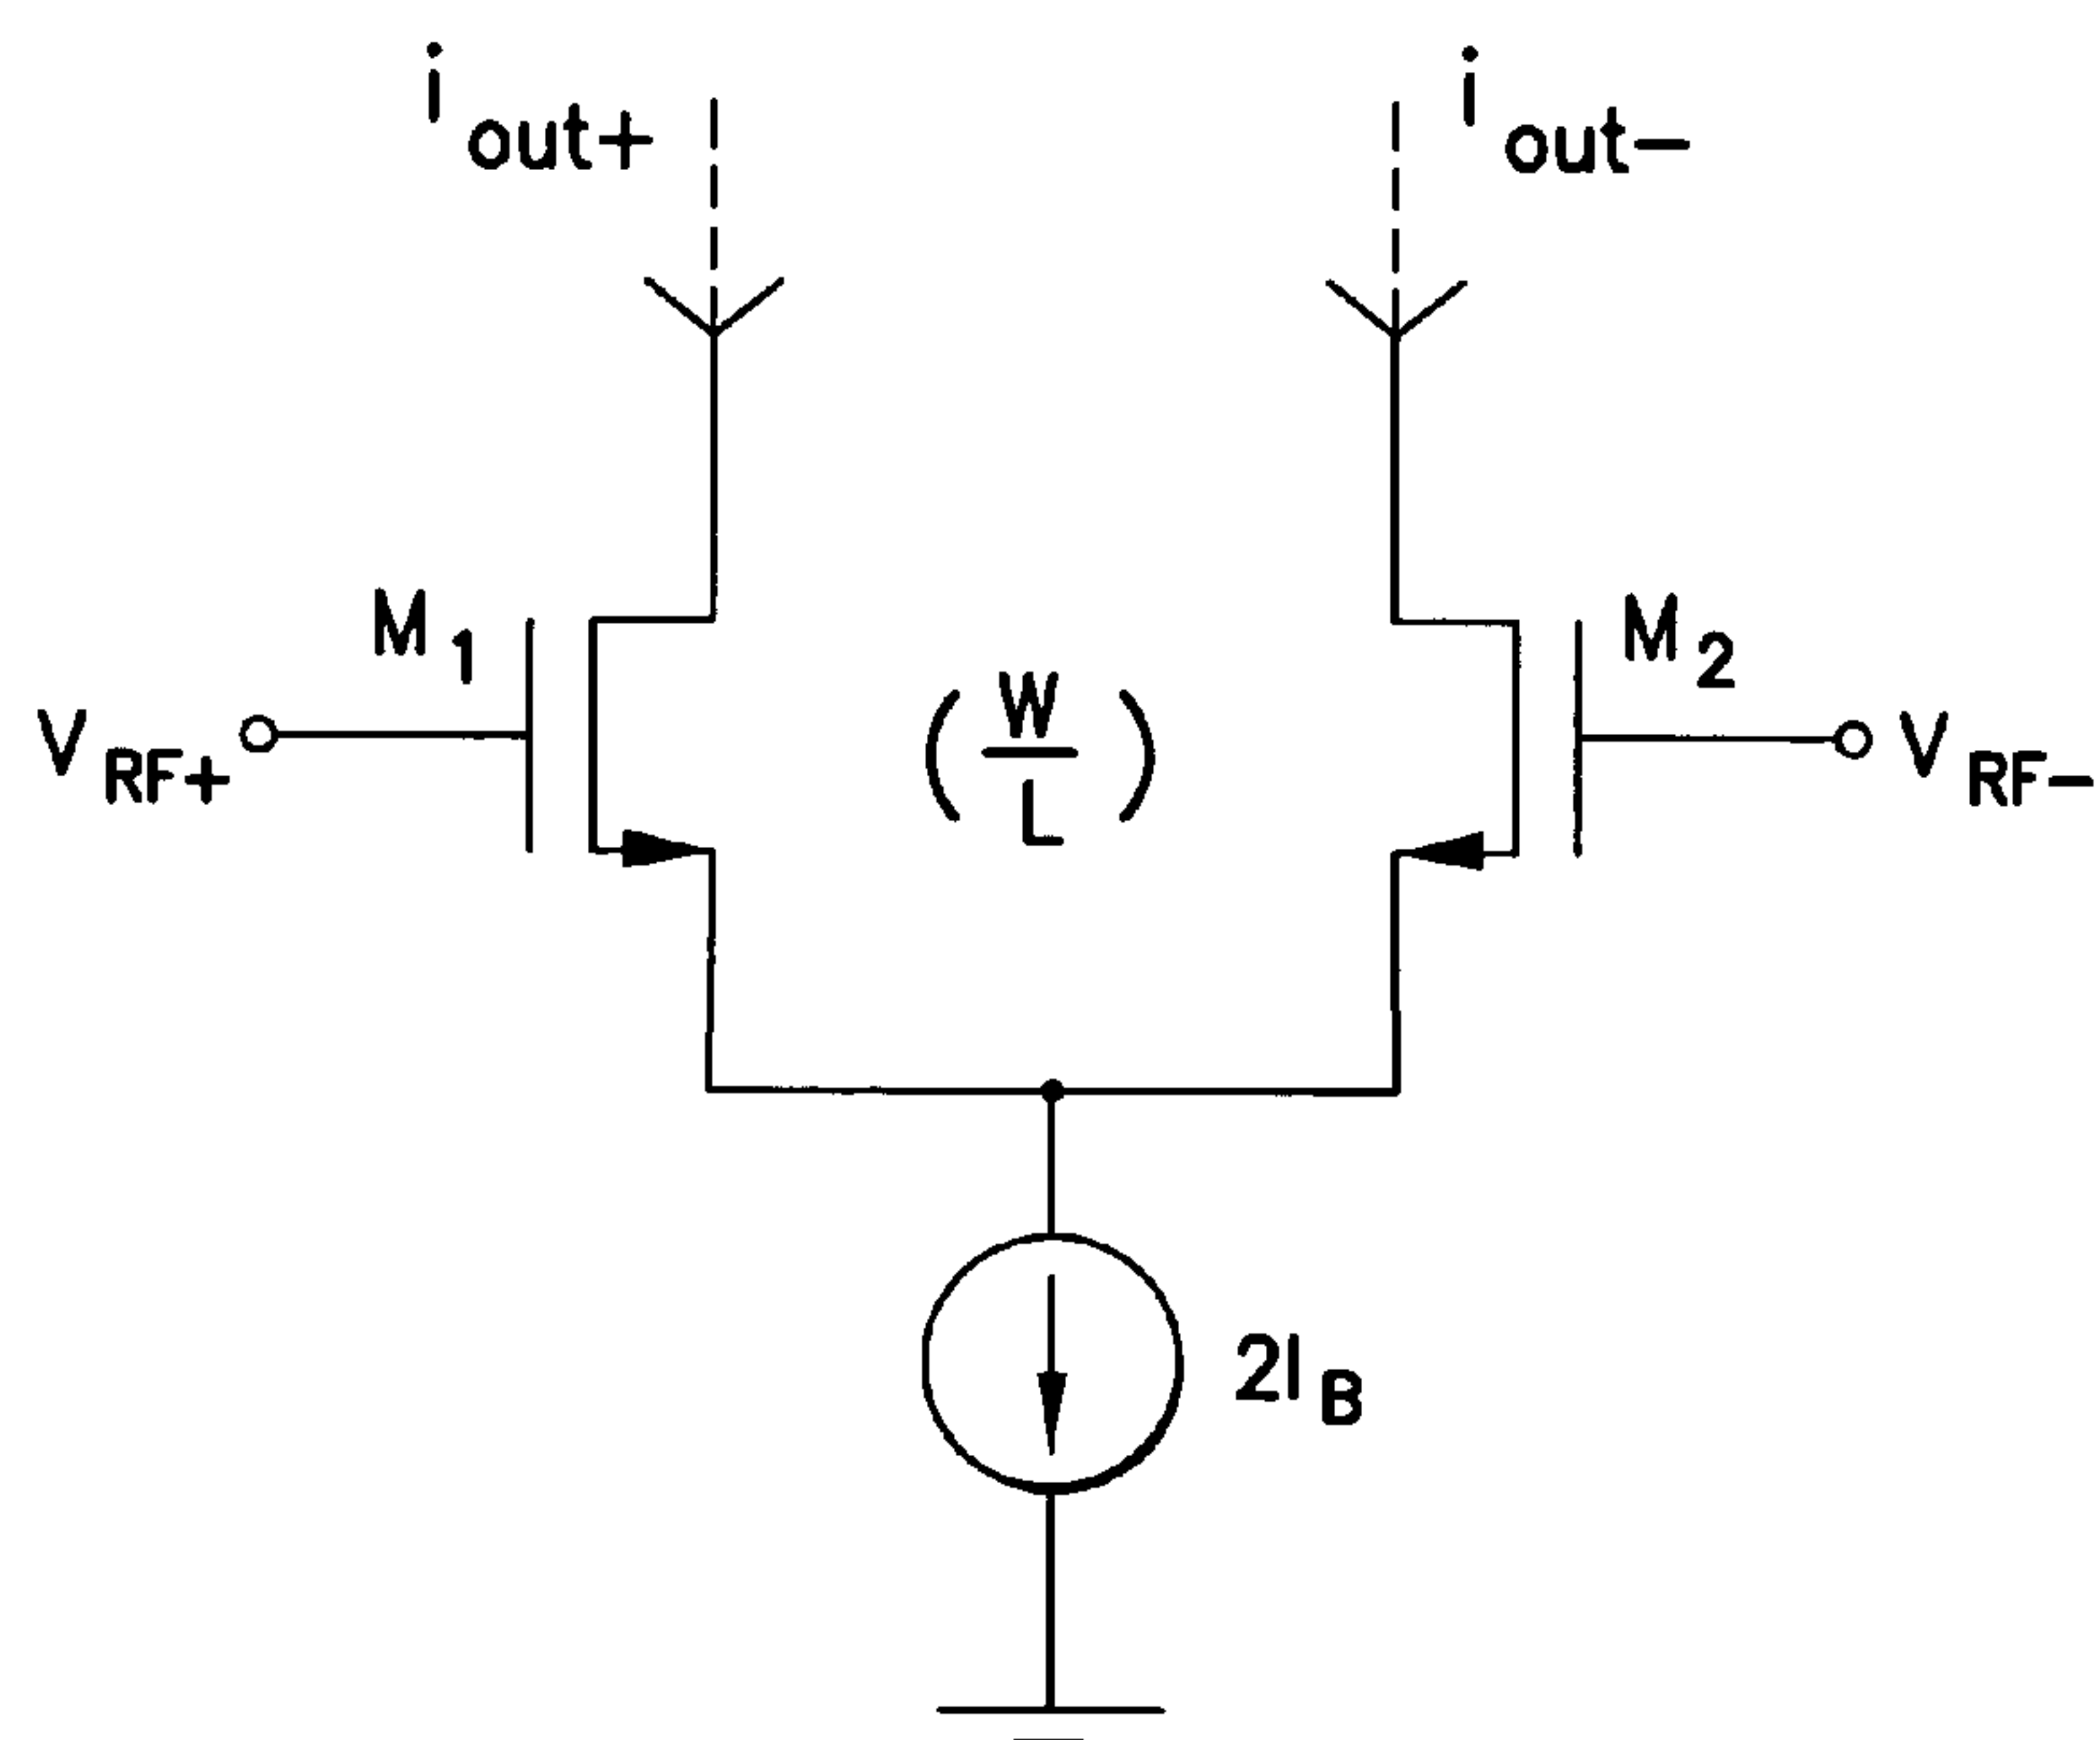 i out+
i out-
M 1
M 2
V RF+
( W / L )
V RF-
2I B